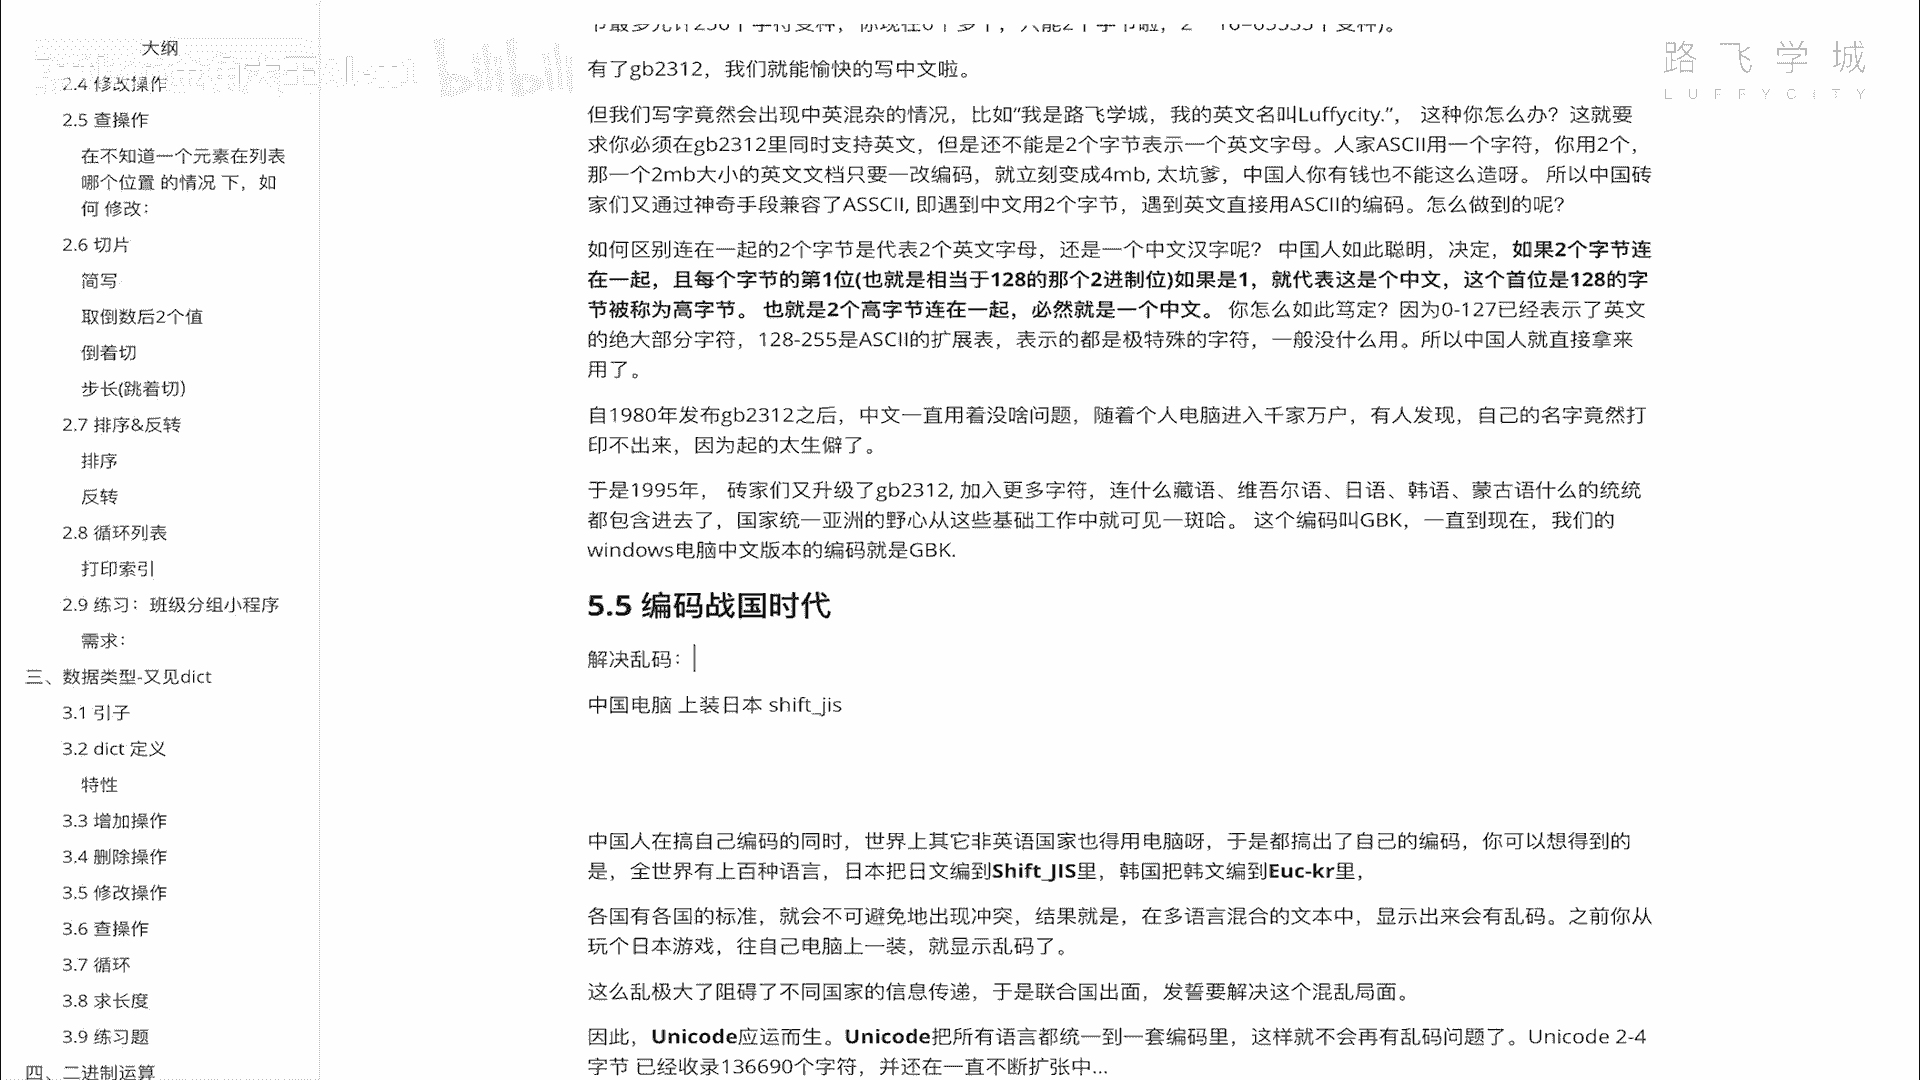 大纲
2.4 修改操作
2.5 查操作
在不知道一个元素在列表
哪个位置 的情况 下，如
何 修改：
2.6 切片
简写
取倒数后2个值
倒着切
步长(跳着切)
2.7 排序&反转
排序
反转
2.8 循环列表
打印索引
2.9 练习：班级分组小程序
需求：
三、数据类型-又见dict
3.1 引子
3.2 dict 定义
特性
3.3 增加操作
3.4 删除操作
3.5 修改操作
3.6 查操作
3.7 循环
3.8 求长度
3.9 练习题
四、二进制运算
路飞学城
LUFFYCITY
bilibili
有了gb2312，我们就能愉快的写中文啦。
但我们写字竟然会出现中英混杂的情况，比如“我是路飞学城，我的英文名叫Luffycity.”， 这种你怎么办？这就要
求你必须在gb2312里同时支持英文，但是还不能是2个字节表示一个英文字母。人家ASCII用一个字符，你用2个，
那一个2mb大小的英文文档只要一改编码，就立刻变成4mb, 太坑爹，中国人你有钱也不能这么造呀。 所以中国砖
家们又通过神奇手段兼容了ASSCII, 即遇到中文用2个字节，遇到英文直接用ASCII的编码。怎么做到的呢？
如何区别连在一起的2个字节是代表2个英文字母，还是一个中文汉字呢？ 中国人如此聪明，决定，如果2个字节连
在一起，且每个字节的第1位(也就是相当于128的那个2进制位)如果是1，就代表这是个中文，这个首位是128的字
节被称为高字节。 也就是2个高字节连在一起，必然就是一个中文。 你怎么如此笃定？因为0-127已经表示了英文
的绝大部分字符，128-255是ASCII的扩展表，表示的都是极特殊的字符，一般没什么用。所以中国人就直接拿来
用了。
自1980年发布gb2312之后，中文一直用着没啥问题，随着个人电脑进入千家万户，有人发现，自己的名字竟然打
印不出来，因为起的太生僻了。
于是1995年， 砖家们又升级了gb2312, 加入更多字符，连什么藏语、维吾尔语、日语、韩语、蒙古语什么的统统
都包含进去了，国家统一亚洲的野心从这些基础工作中就可见一斑哈。 这个编码叫GBK，一直到现在，我们的
windows电脑中文版本的编码就是GBK.
5.5 编码战国时代
解决乱码：
中国电脑 上装日本 shift_jis
中国人在搞自己编码的同时，世界上其它非英语国家也得用电脑呀，于是都搞出了自己的编码，你可以想得到的
是，全世界有上百种语言，日本把日文编到Shift_JIS里，韩国把韩文编到Euc-kr里，
各国有各国的标准，就会不可避免地出现冲突，结果就是，在多语言混合的文本中，显示出来会有乱码。之前你从
玩个日本游戏，往自己电脑上一装，就显示乱码了。
这么乱极大了阻碍了不同国家的信息传递，于是联合国出面，发誓要解决这个混乱局面。
因此，Unicode应运而生。Unicode把所有语言都统一到一套编码里，这样就不会再有乱码问题了。Unicode 2-4
字节 已经收录136690个字符，并还在一直不断扩张中...